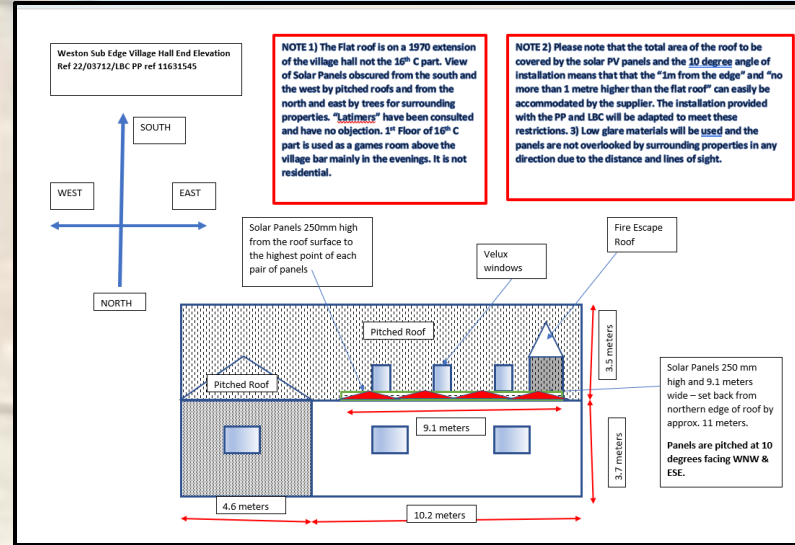 Weston Sub Edge Village Hall End Elevation
Ref 22/03712/LBC PP ref 11631545
NOTE 1) The Flat roof is on a 1970 extension
of the village hall not the 16th C part. View
of Solar Panels obscured from the south and
the west by pitched roofs and from the
north and east by trees for surrounding
properties. “Latimers” have been consulted
and have no objection. 1st Floor of 16th C
part is used as a games room above the
village bar mainly in the evenings. It is not
residential.
NOTE 2) Please note that the total area of the roof to be
covered by the solar PV panels and the 10 degree angle of
installation means that that the “1m from the edge” and “no
more than 1 metre higher than the flat roof” can easily be
accommodated by the supplier. The installation provided
with the PP and LBC will be adapted to meet these
restrictions. 3) Low glare materials will be used and the
panels are not overlooked by surrounding properties in any
direction due to the distance and lines of sight.
SOUTH
WEST
EAST
NORTH
Solar Panels 250mm high
from the roof surface to
the highest point of each
pair of panels
Velux
windows
Fire Escape
Roof
Pitched Roof
Pitched Roof
3.5 meters
Solar Panels 250 mm
high and 9.1 meters
wide – set back from
northern edge of roof by
approx. 11 meters.
Panels are pitched at 10
degrees facing WNW &
ESE.
9.1 meters
3.7 meters
4.6 meters
10.2 meters